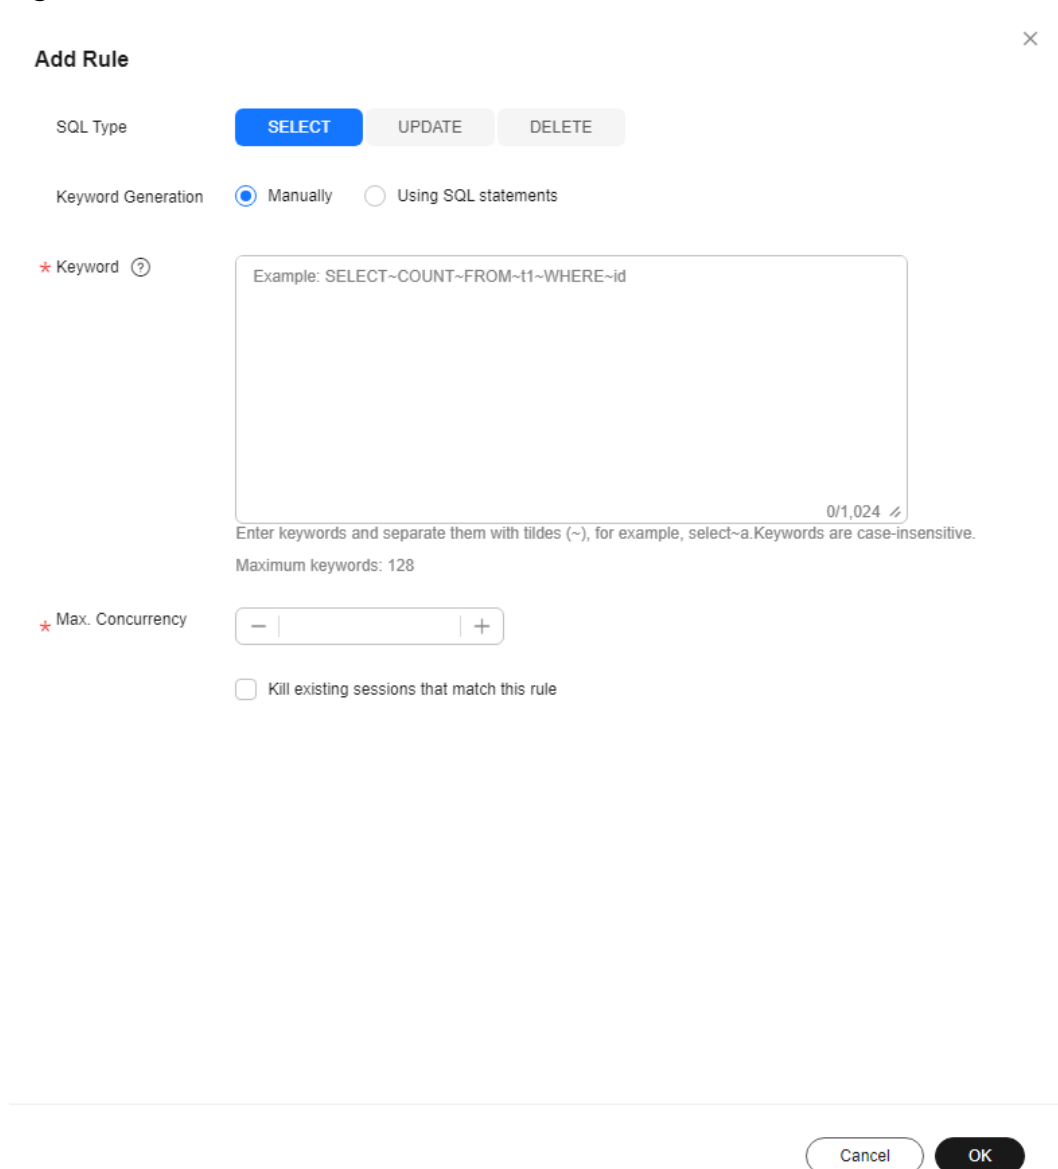 Add Rule
SQL Type
SELECT
UPDATE
DELETE
Keyword Generation
Manually
Using SQL statements
* Keyword ?
Example: SELECT~COUNT~FROM~t1~WHERE~id
0/1,024
Enter keywords and separate them with tildes (~), for example, select~a.Keywords are case-insensitive.
Maximum keywords: 128
* Max. Concurrency
Kill existing sessions that match this rule
Cancel
OK